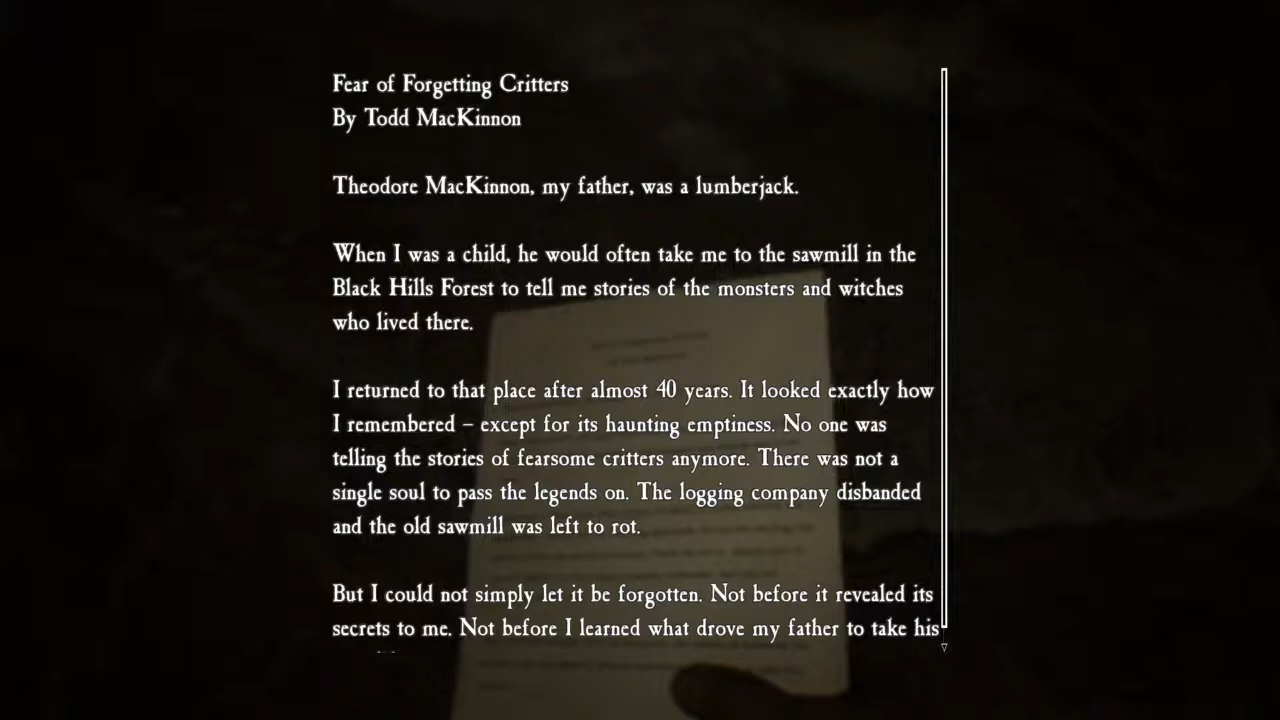 Fear of Forgetting Critters
By Todd MacKinnon
Theodore MacKinnon, my father, was a lumberjack.
When I was a child, he would often take me to the sawmill in the
Black Hills Forest to tell me stories of the monsters and witches
who lived there.
I returned to that place after almost 40 years. It looked exactly how
I remembered – except for its haunting emptiness. No one was
telling the stories of fearsome critters anymore. There was not a
single soul to pass the legends on. The logging company disbanded
and the old sawmill was left to rot.
But I could not simply let it be forgotten. Not before it revealed its
secrets to me. Not before I learned what drove my father to take his